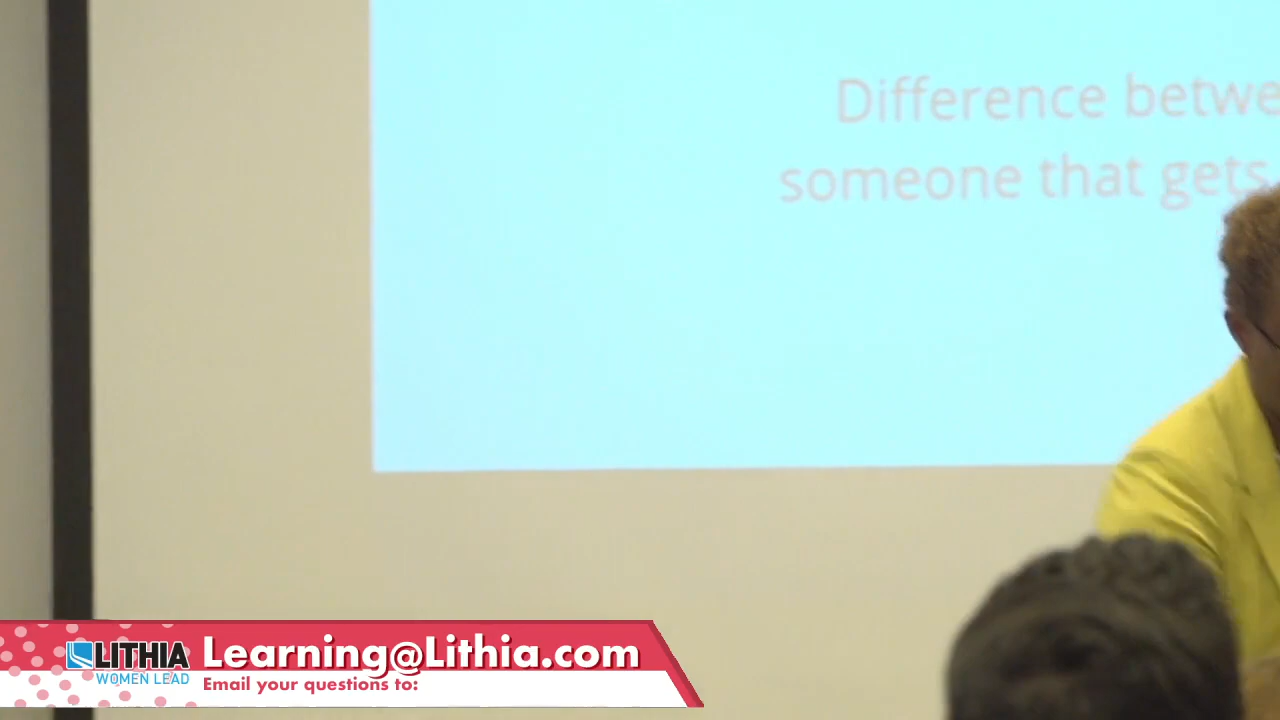 Difference betwe
someone that gets
LITHIA
WOMEN LEAD
Learning@Lithia.com
Email your questions to: